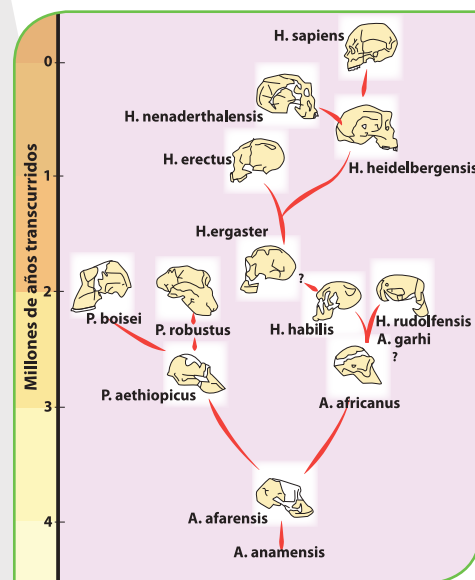 H. sapiens
0
H. nenaderthalensis
H. erectus
H. heidelbergensis
1
H.ergaster
?
2
P. boisei
P. robustus
H. habilis
H. rudolfensis
A. garhi
?
P. aethiopicus
A. africanus
3
A. afarensis
4
A. anamensis
Millones de años transcurridos